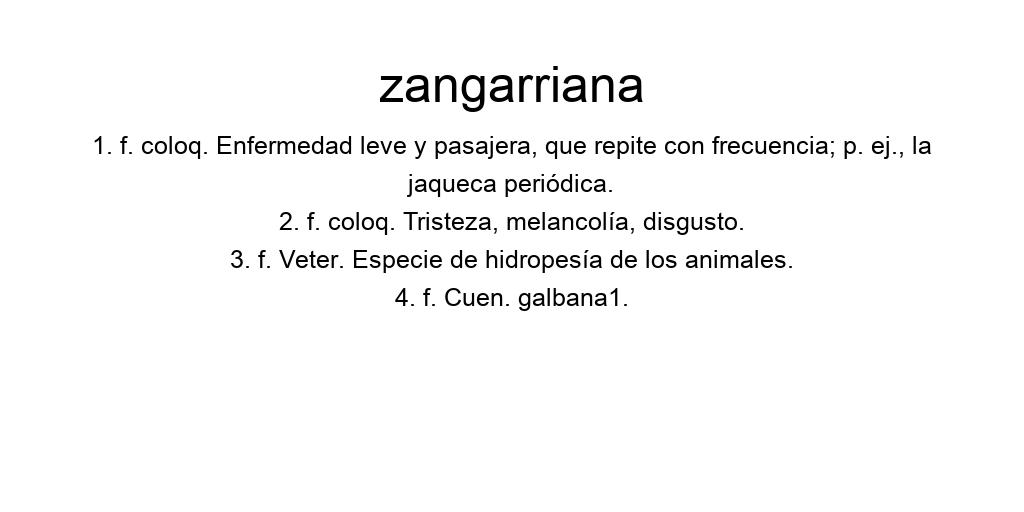 zangarriana
1. f. coloq. Enfermedad leve y pasajera, que repite con frecuencia; p. ej., la
jaqueca periódica.
2. f. coloq. Tristeza, melancolía, disgusto.
3. f. Veter. Especie de hidropesía de los animales.
4. f. Cuen. galbana1.